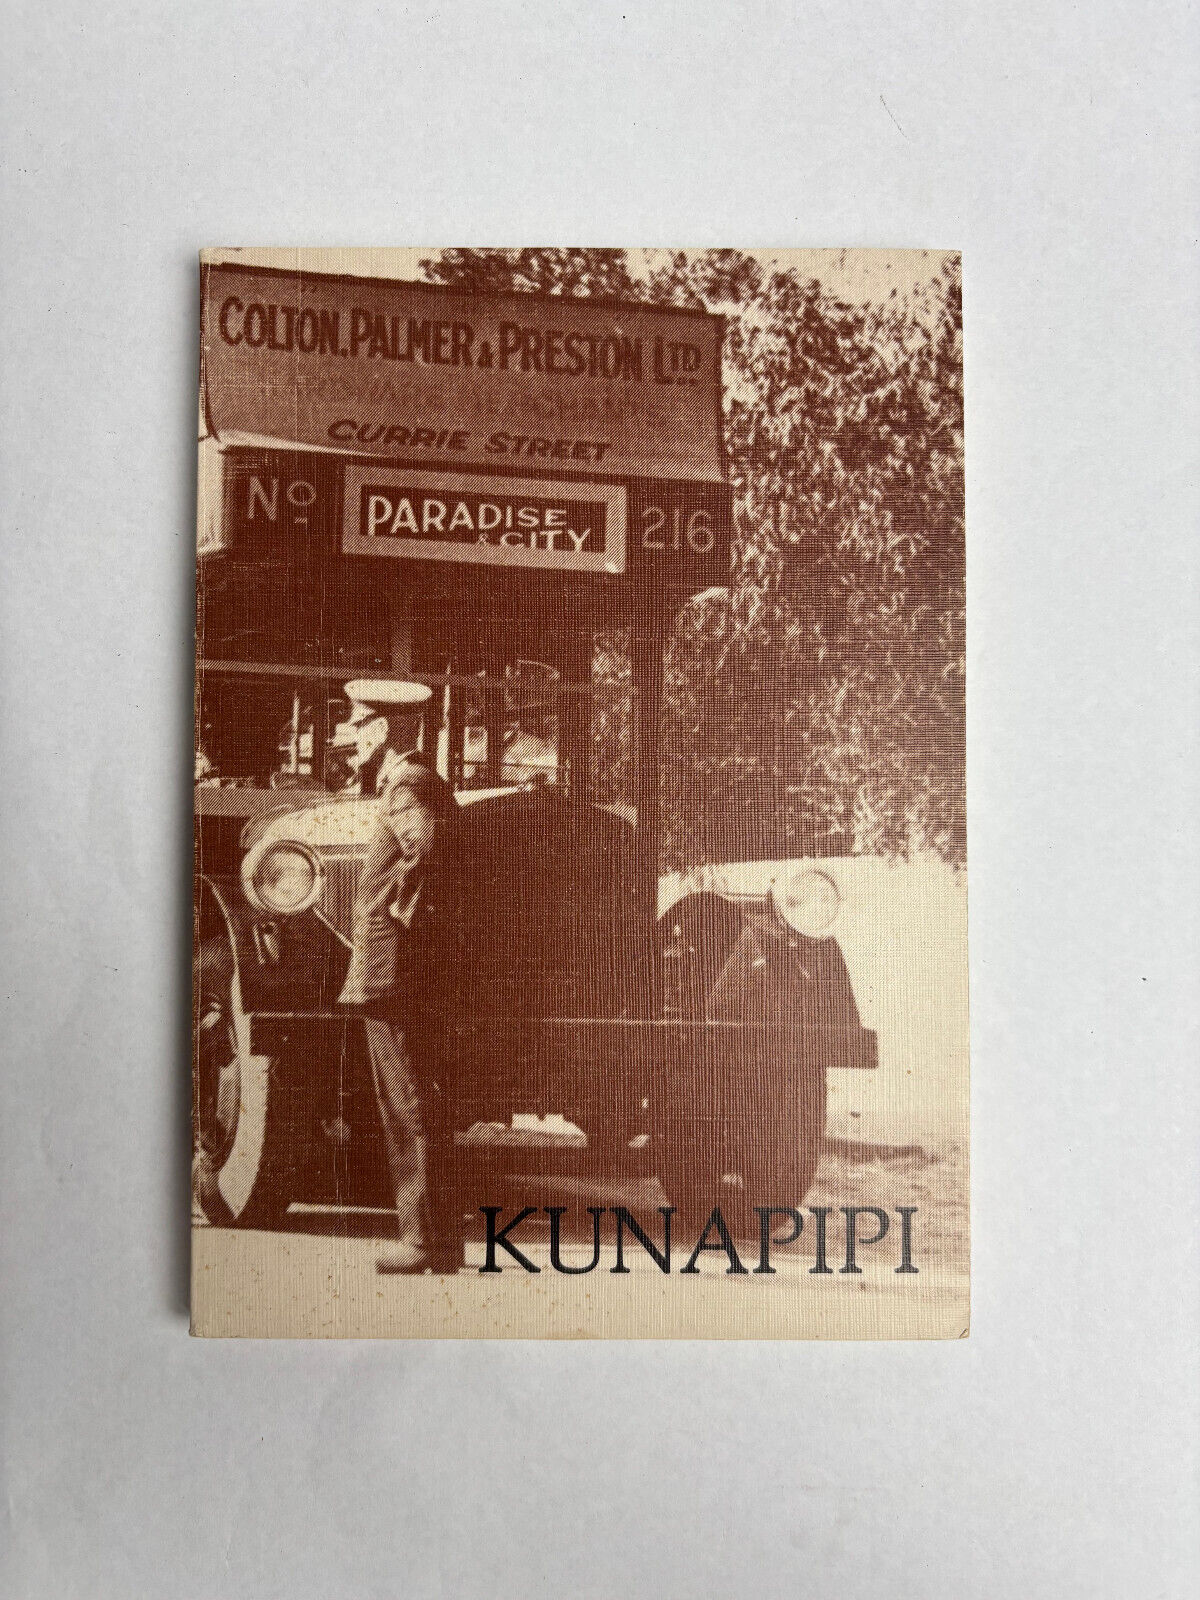 COLTON, PALMER & PRESTON LTD
CURRIE STREET
No PARADISE & CITY 216
KUNAPIPI